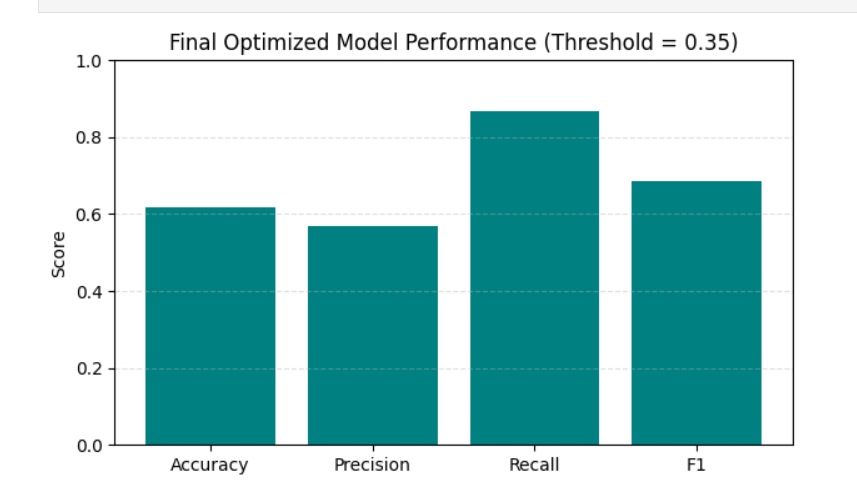 Final Optimized Model Performance (Threshold = 0.35)
1.0
0.8
0.6
0.4
0.2
0.0
Score
Accuracy Precision Recall F1